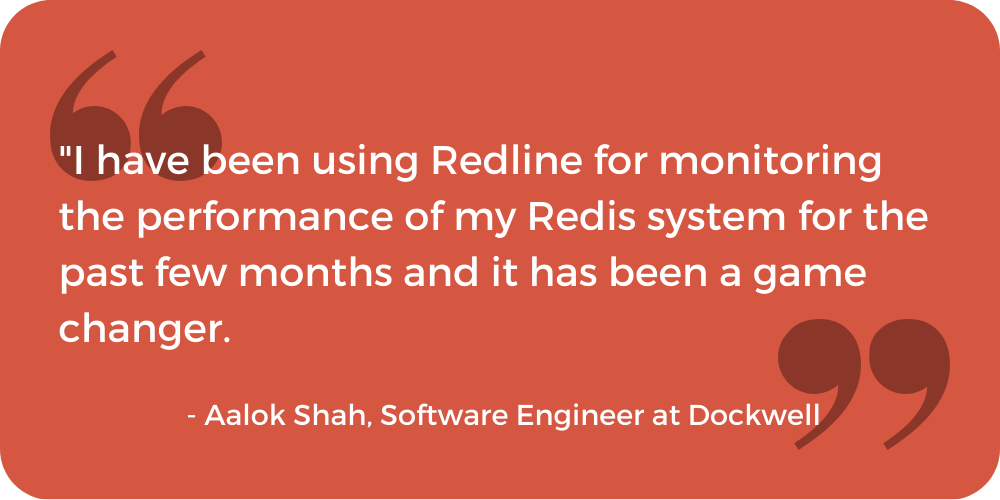 "I have been using Redline for monitoring
the performance of my Redis system for the
past few months and it has been a game
changer.
- Aalok Shah, Software Engineer at Dockwell